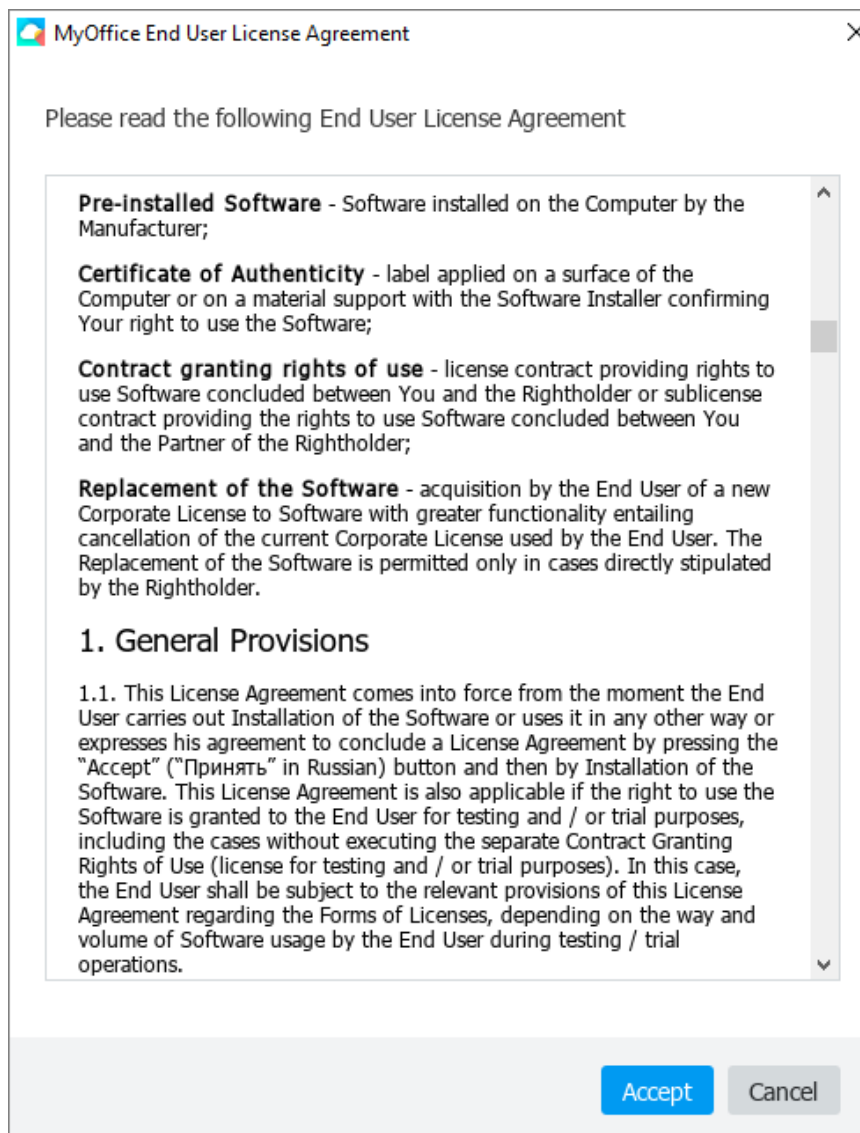 MyOffice End User License Agreement
Please read the following End User License Agreement
Pre-installed Software - Software installed on the Computer by the
Manufacturer;
Certificate of Authenticity - label applied on a surface of the
Computer or on a material support with the Software Installer confirming
Your right to use the Software;
Contract granting rights of use - license contract providing rights to
use Software concluded between You and the Rightholder or sublicense
contract providing the rights to use Software concluded between You
and the Partner of the Rightholder;
Replacement of the Software - acquisition by the End User of a new
Corporate License to Software with greater functionality entailing
cancellation of the current Corporate License used by the End User. The
Replacement of the Software is permitted only in cases directly stipulated
by the Rightholder.
1. General Provisions
1.1. This License Agreement comes into force from the moment the End
User carries out Installation of the Software or uses it in any other way or
expresses his agreement to conclude a License Agreement by pressing the
“Accept” (“Принять” in Russian) button and then by Installation of the
Software. This License Agreement is also applicable if the right to use the
Software is granted to the End User for testing and / or trial purposes,
including the cases without executing the separate Contract Granting
Rights of Use (license for testing and / or trial purposes). In this case,
the End User shall be subject to the relevant provisions of this License
Agreement regarding the Forms of Licenses, depending on the way and
volume of Software usage by the End User during testing / trial
operations.
Accept Cancel